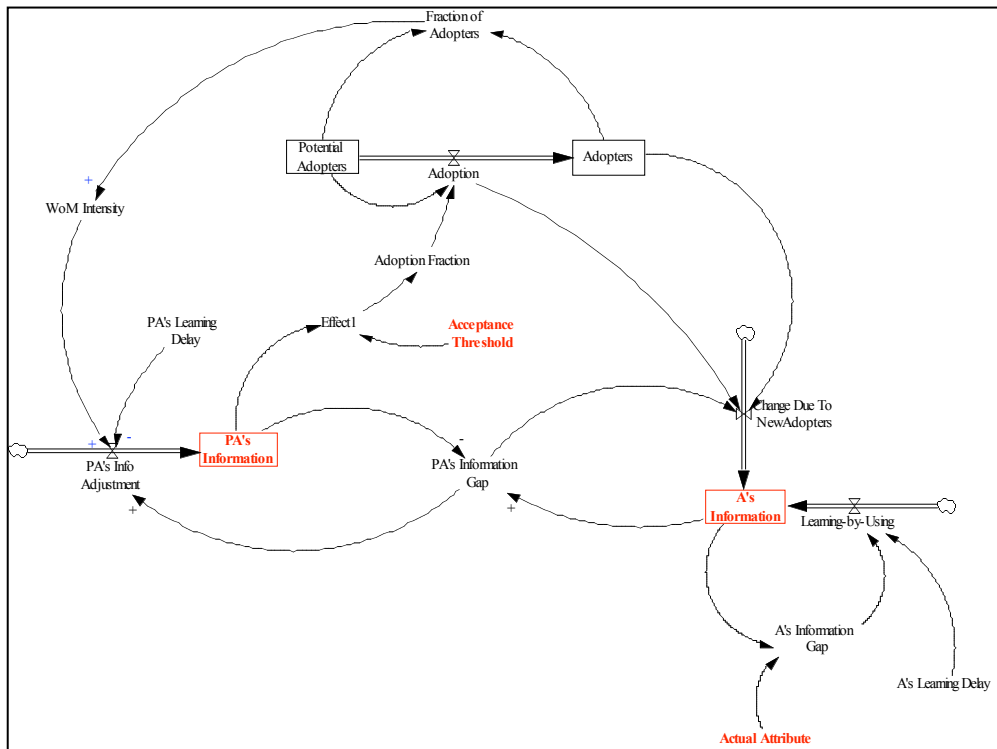 Fraction of
Adopters
Potential
Adopters
Adopters
Adoption
+
WoM Intensity
Adoption Fraction
PA's Learning
Delay
Effect1
Acceptance
Threshold
Change Due To
NewAdopters
+ -
PA's
Information
-
PA's Info
Adjustment
+
PA's Information
Gap
+
A's
Information
Learning-by-Using
A's Information
Gap
A's Learning Delay
Actual Attribute